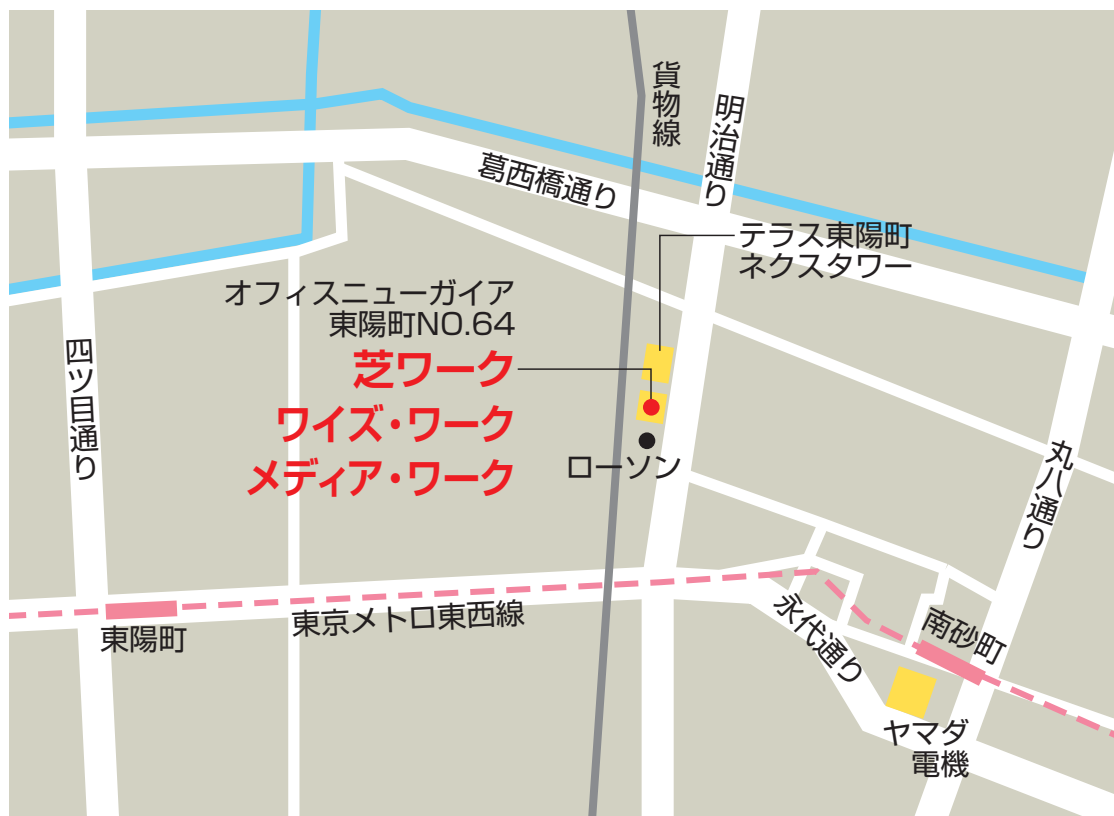 貨物線
明治通り
葛西橋通り
テラス東陽町
ネクスタワー
オフィスニューガイア
東陽町NO.64
芝ワーク
ワイズ・ワーク
メディア・ワーク
ローソン
四ツ目通り
丸八通り
東陽町
東京メトロ東西線
永代通り
南砂町
ヤマダ
電機